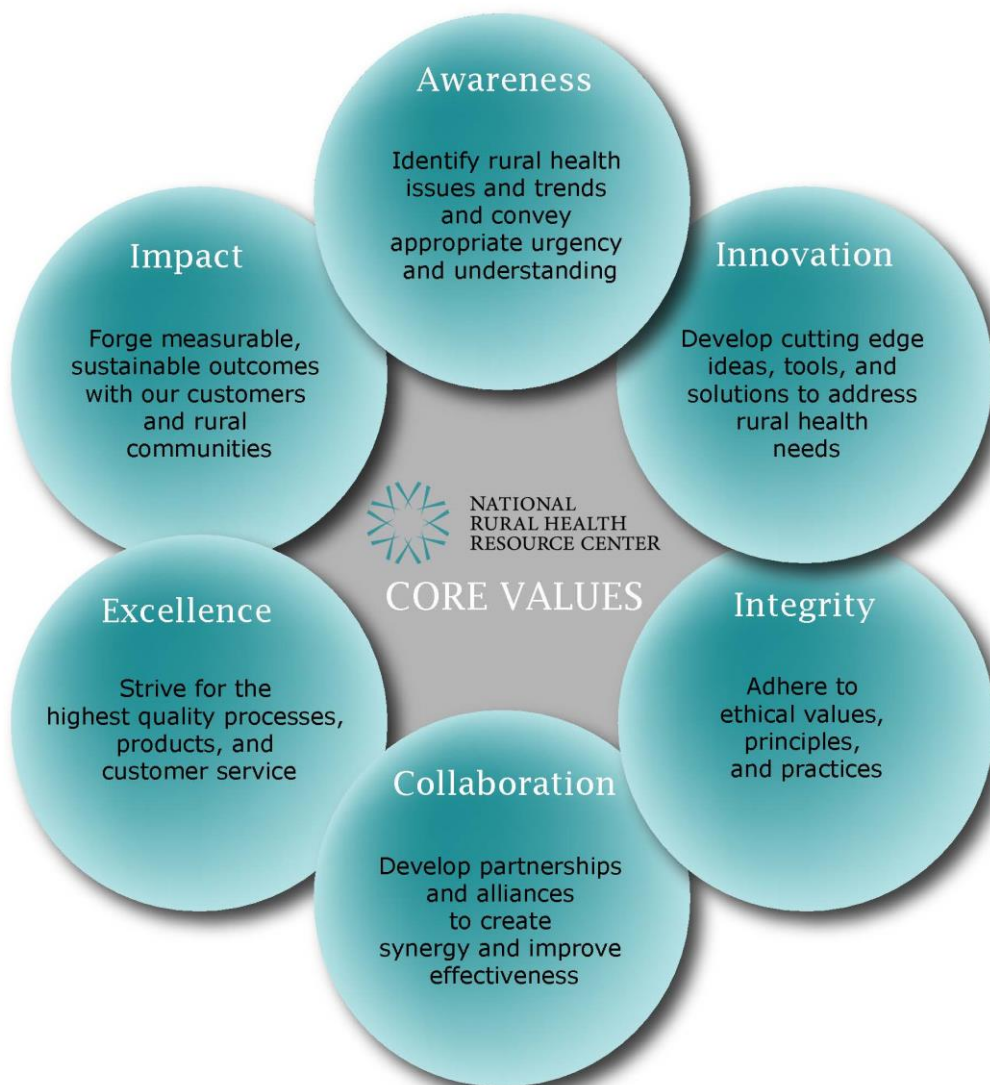 Awareness
Identify rural health
issues and trends
and convey
appropriate urgency
and understanding
Innovation
Develop cutting edge
ideas, tools, and
solutions to address
rural health
needs
Integrity
Adhere to
ethical values,
principles,
and practices
Collaboration
Develop partnerships
and alliances
to create
synergy and improve
effectiveness
Excellence
Strive for the
highest quality processes,
products, and
customer service
Impact
Forge measurable,
sustainable outcomes
with our customers
and rural
communities
NATIONAL
RURAL HEALTH
RESOURCE CENTER
CORE VALUES